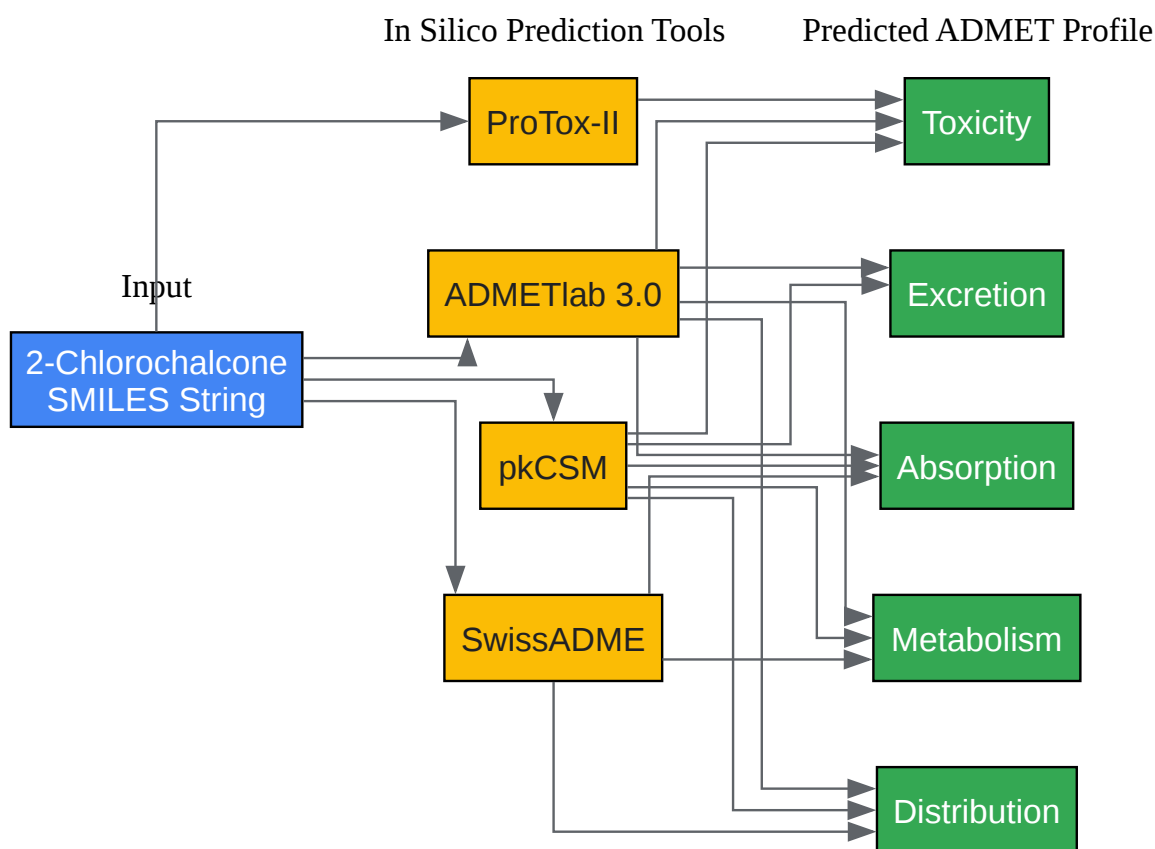 In Silico Prediction Tools
Predicted ADMET Profile
ProTox-II
Toxicity
Input
ADMETlab 3.0
Excretion
2-Chlorochalcone
SMILES String
pkCSM
Absorption
SwissADME
Metabolism
Distribution